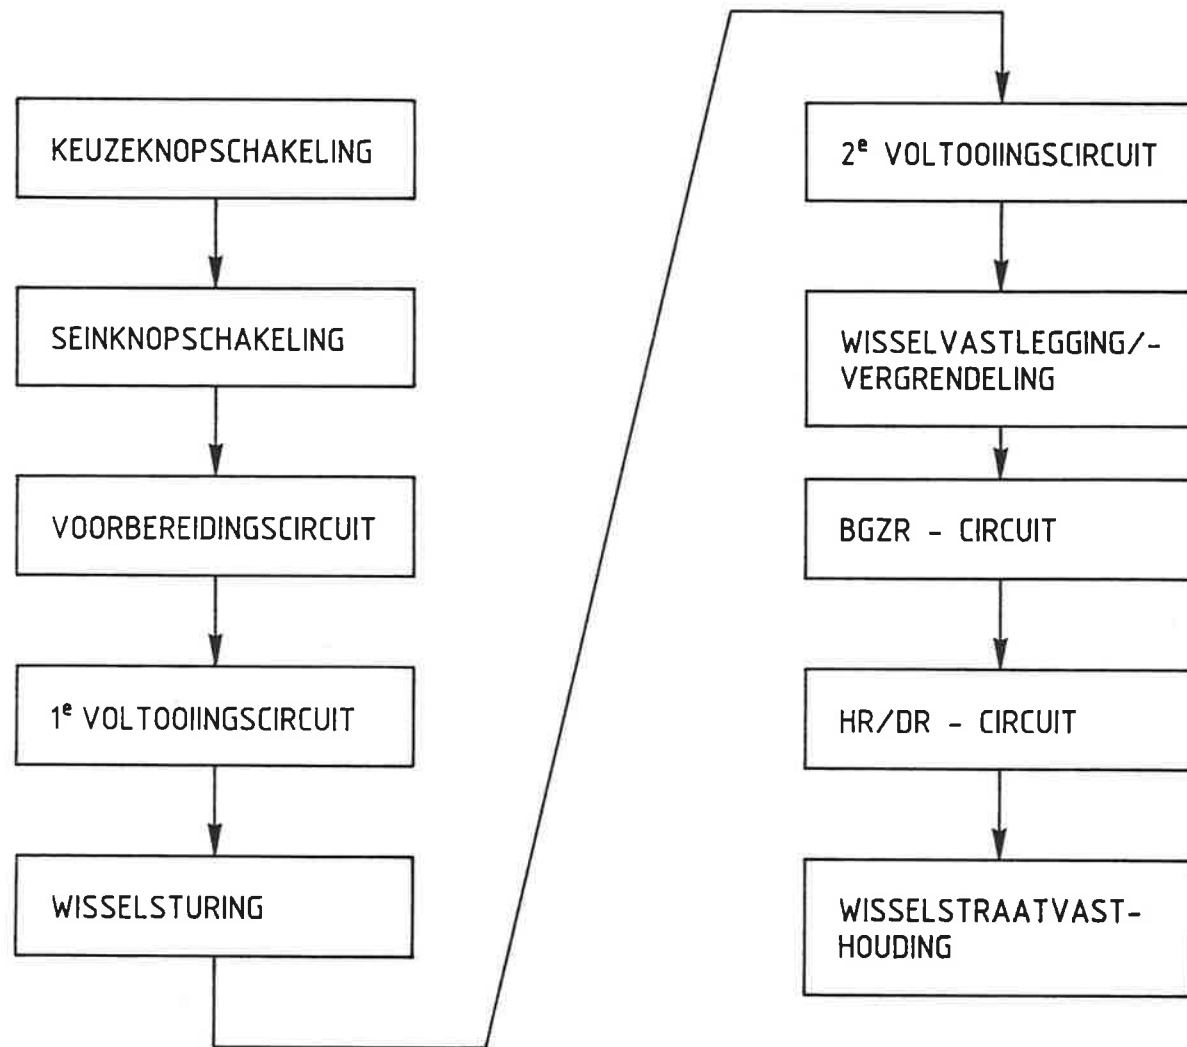 KEUZEKNOPSCHAKELING
SEINKNOPSCHAKELING
VOORBEREIDINGSCIRCUIT
1e VOLTOOIINGSCIRCUIT
WISSELSTURING
2e VOLTOOIINGSCIRCUIT
WISSELVASTLEGGING/-
VERGRENDELING
BGZR - CIRCUIT
HR/DR - CIRCUIT
WISSELSTRAATVAST-
HOUDING